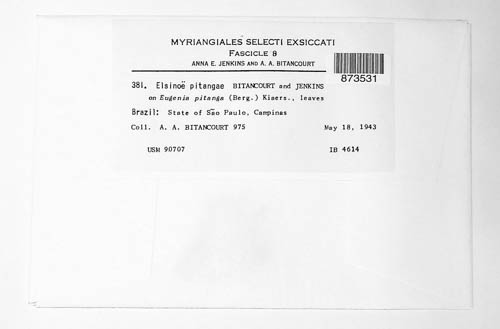 MYRIANGIALES SELECTI EXSICCATI
FASCICLE 8
ANNA E. JENKINS AND A. A. BITANCOURT
873531
381. Elsinoë pitangae BITANCOURT and JENKINS
on Eugenia pitanga (Berg.) Kiaers., leaves
Brazil: State of São Paulo, Campinas
Coll. A. A. BITANCOURT 975 May 18, 1943
USM 90707 IB 4614